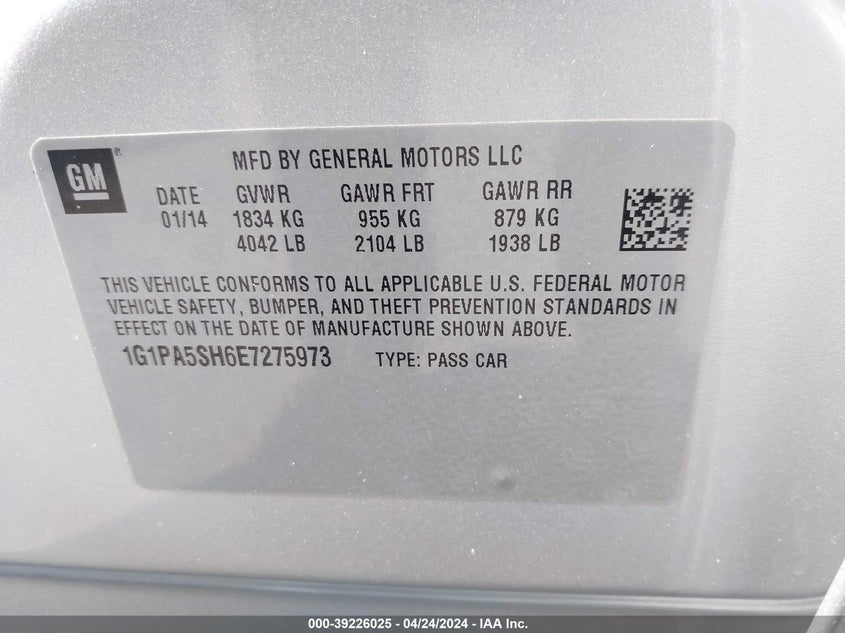 GM®
MFD BY GENERAL MOTORS LLC
DATE GVWR GAWR FRT GAWR RR
01/14 1834 KG 955 KG 879 KG
4042 LB 2104 LB 1938 LB
THIS VEHICLE CONFORMS TO ALL APPLICABLE U.S. FEDERAL MOTOR
VEHICLE SAFETY, BUMPER, AND THEFT PREVENTION STANDARDS IN
EFFECT ON THE DATE OF MANUFACTURE SHOWN ABOVE.
1G1PA5SH6E7275973 TYPE: PASS CAR
000-39226025 - 04/24/2024 - IAA Inc.